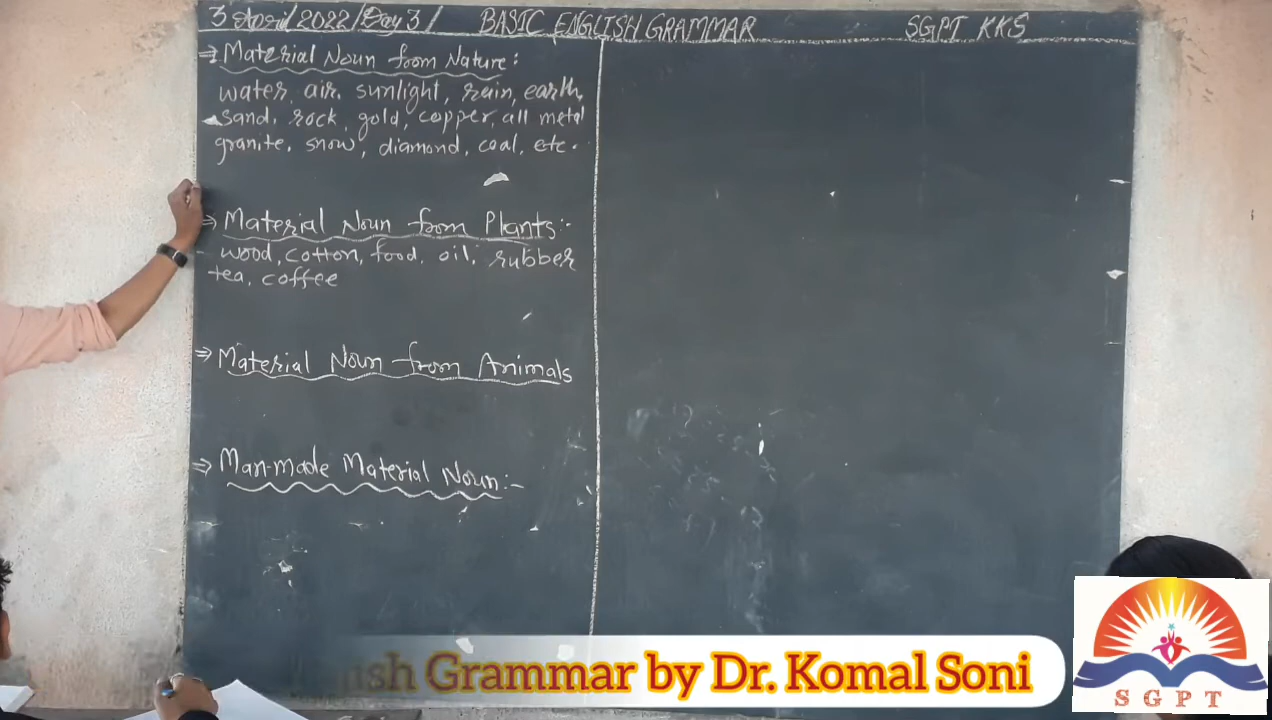 3 April/2022/Day 3/ BASIC ENGLISH GRAMMAR SGPT KKS
⇒ Material Noun from Nature:
water, air, sunlight, rain, earth,
sand, rock, gold, copper, all metal
granite, snow, diamond, coal, etc.
⇒ Material Noun from Plants:-
wood, cotton, food, oil, rubber
tea, coffee
⇒ Material Noun from Animals
⇒ Man-made Material Noun:-
Grammar by Dr. Komal Soni
SGPT